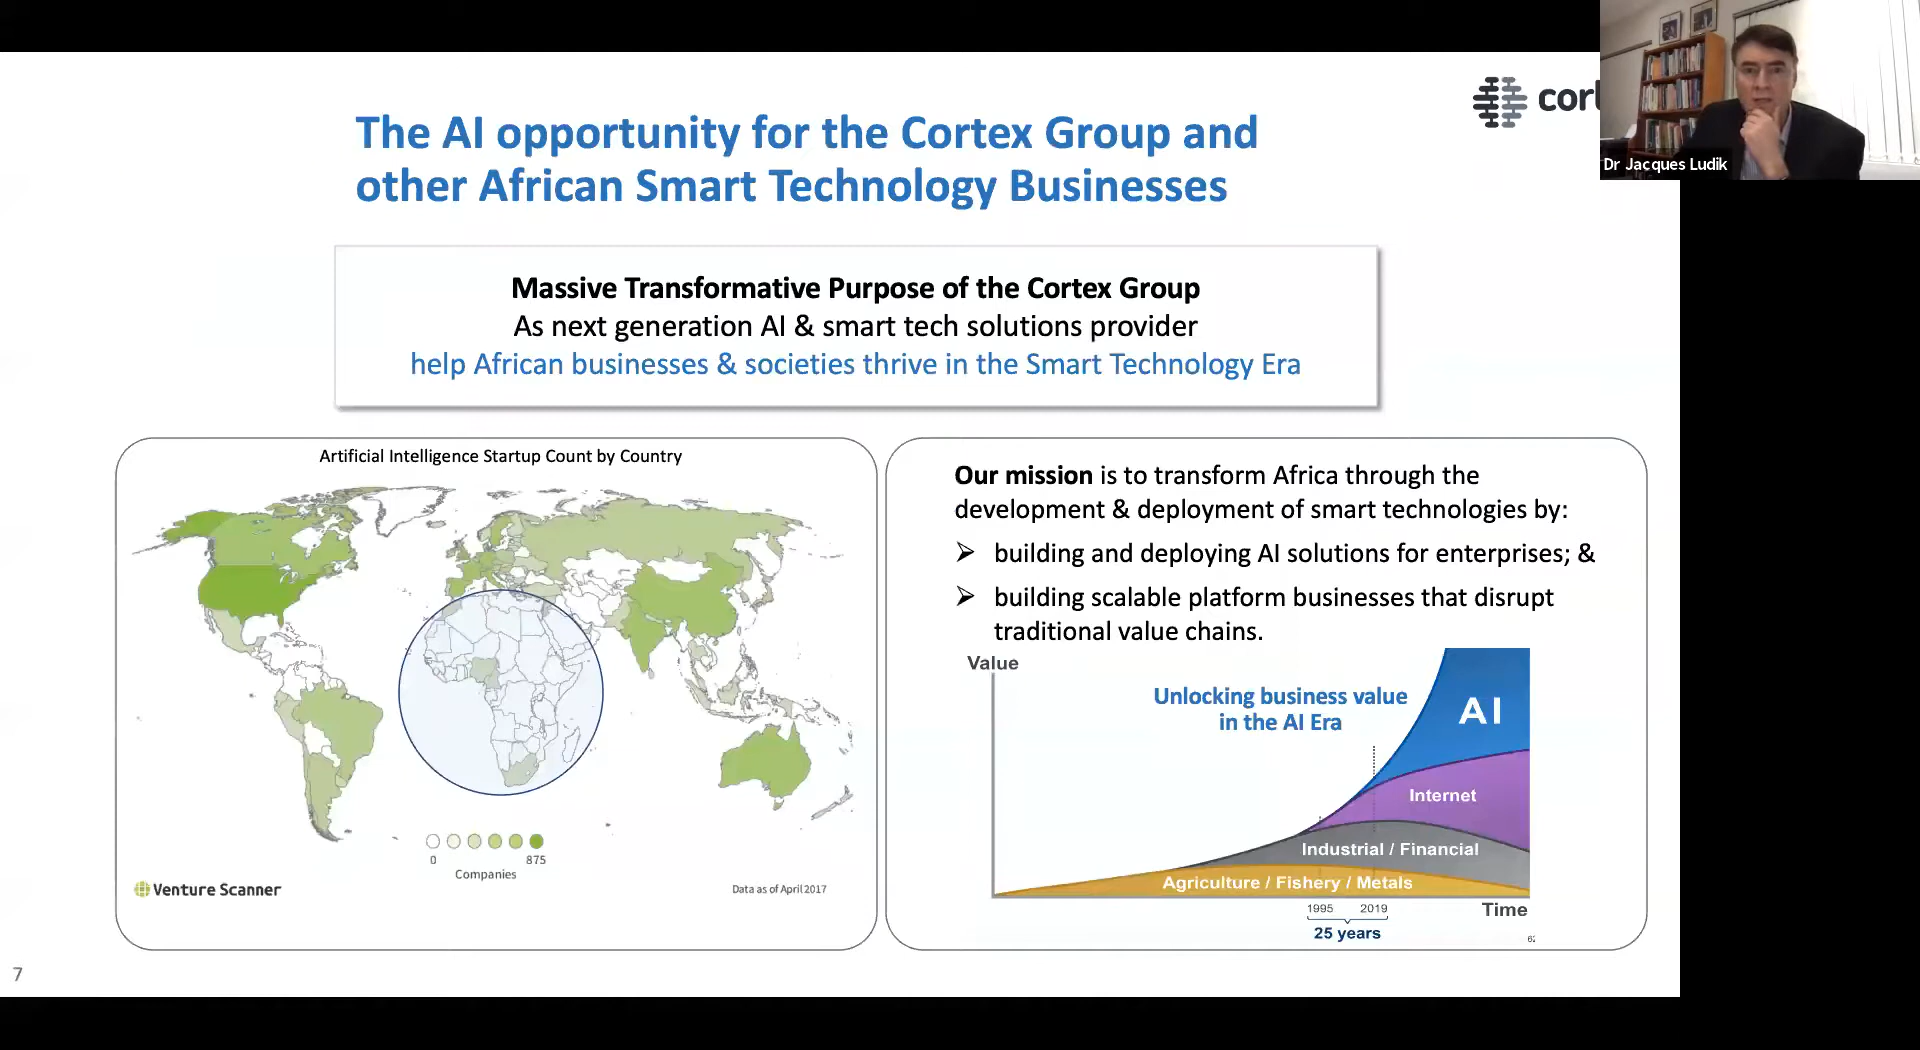 The AI opportunity for the Cortex Group and
other African Smart Technology Businesses
cort
Dr Jacques Ludik
Massive Transformative Purpose of the Cortex Group
As next generation AI & smart tech solutions provider
help African businesses & societies thrive in the Smart Technology Era
Artificial Intelligence Startup Count by Country
0
875
Companies
Venture Scanner
Data as of April 2017
Our mission is to transform Africa through the
development & deployment of smart technologies by:
➢ building and deploying AI solutions for enterprises; &
➢ building scalable platform businesses that disrupt
traditional value chains.
Value
Unlocking business value
in the AI Era
AI
Internet
Industrial / Financial
Agriculture / Fishery / Metals
1995
2019
Time
25 years
7